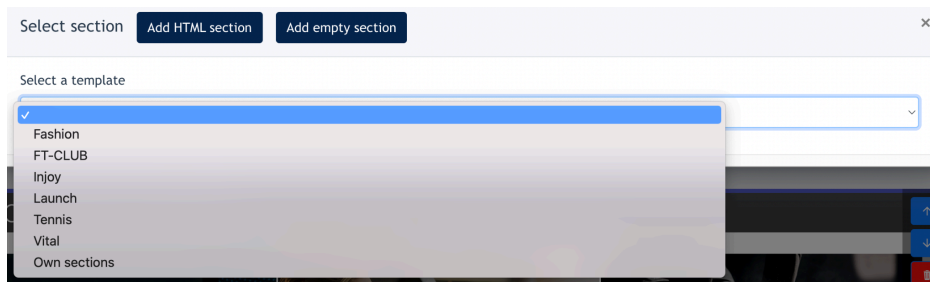 Select section Add HTML section Add empty section ×
Select a template
✓
Fashion
FT-CLUB
Injoy
Launch
Tennis
Vital
Own sections